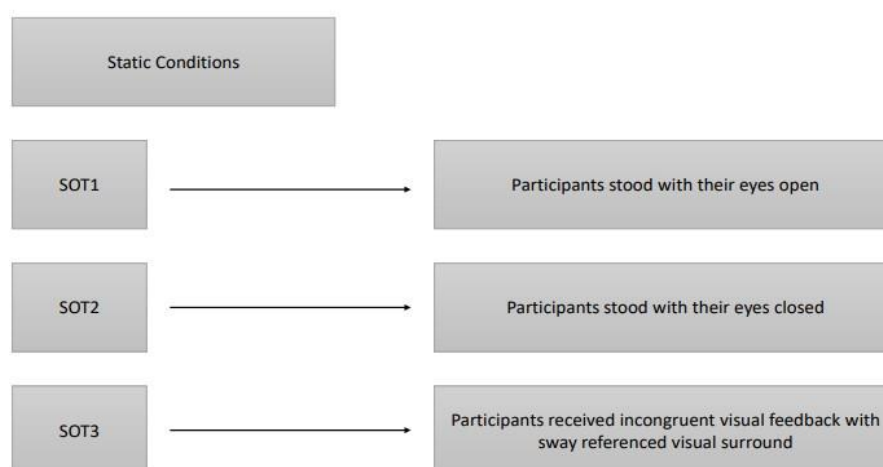 Static Conditions
SOT1
Participants stood with their eyes open
SOT2
Participants stood with their eyes closed
SOT3
Participants received incongruent visual feedback with
sway referenced visual surround